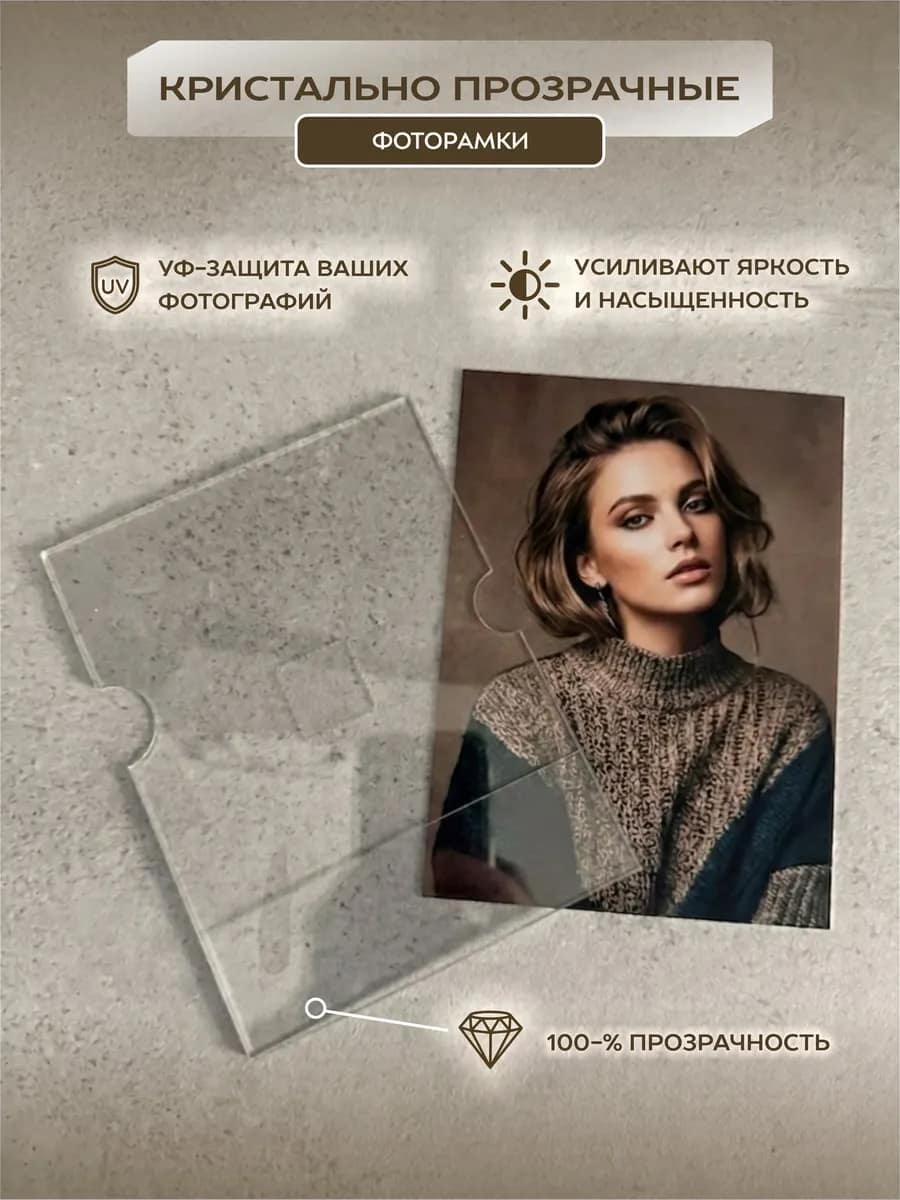 КРИСТАЛЬНО ПРОЗРАЧНЫЕ
ФОТОРАМКИ
UV
УФ-ЗАЩИТА ВАШИХ
ФОТОГРАФИЙ
УСИЛИВАЮТ ЯРКОСТЬ
И НАСЫЩЕННОСТЬ
100-% ПРОЗРАЧНОСТЬ